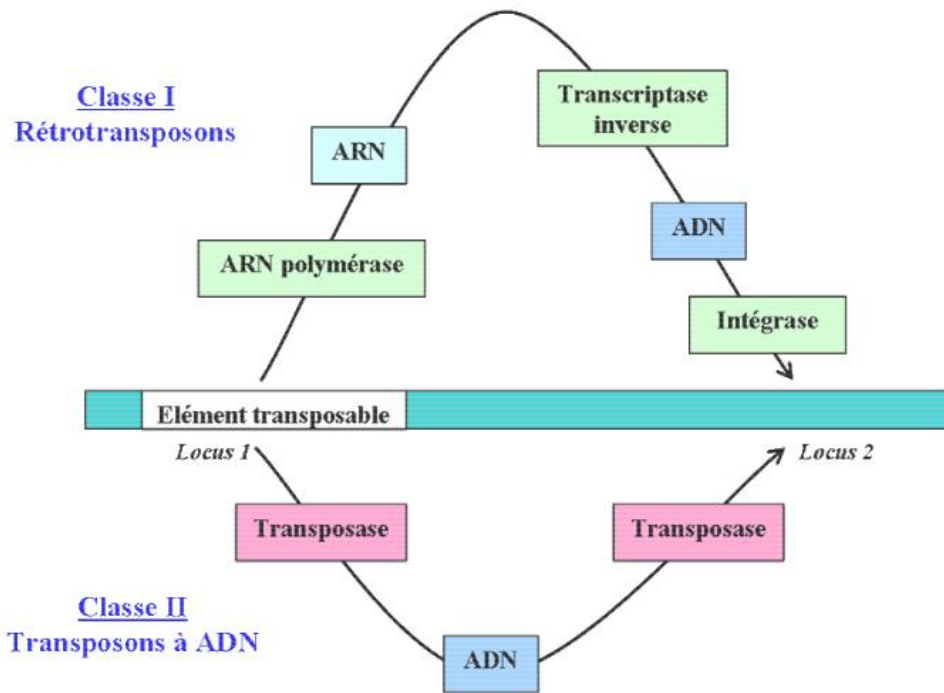 Classe I
Rétrotransposons
Transcriptase
inverse
ARN
ADN
ARN polymérase
Intégrase
Elément transposable
Locus 1
Locus 2
Transposase
Transposase
Classe II
Transposons à ADN
ADN